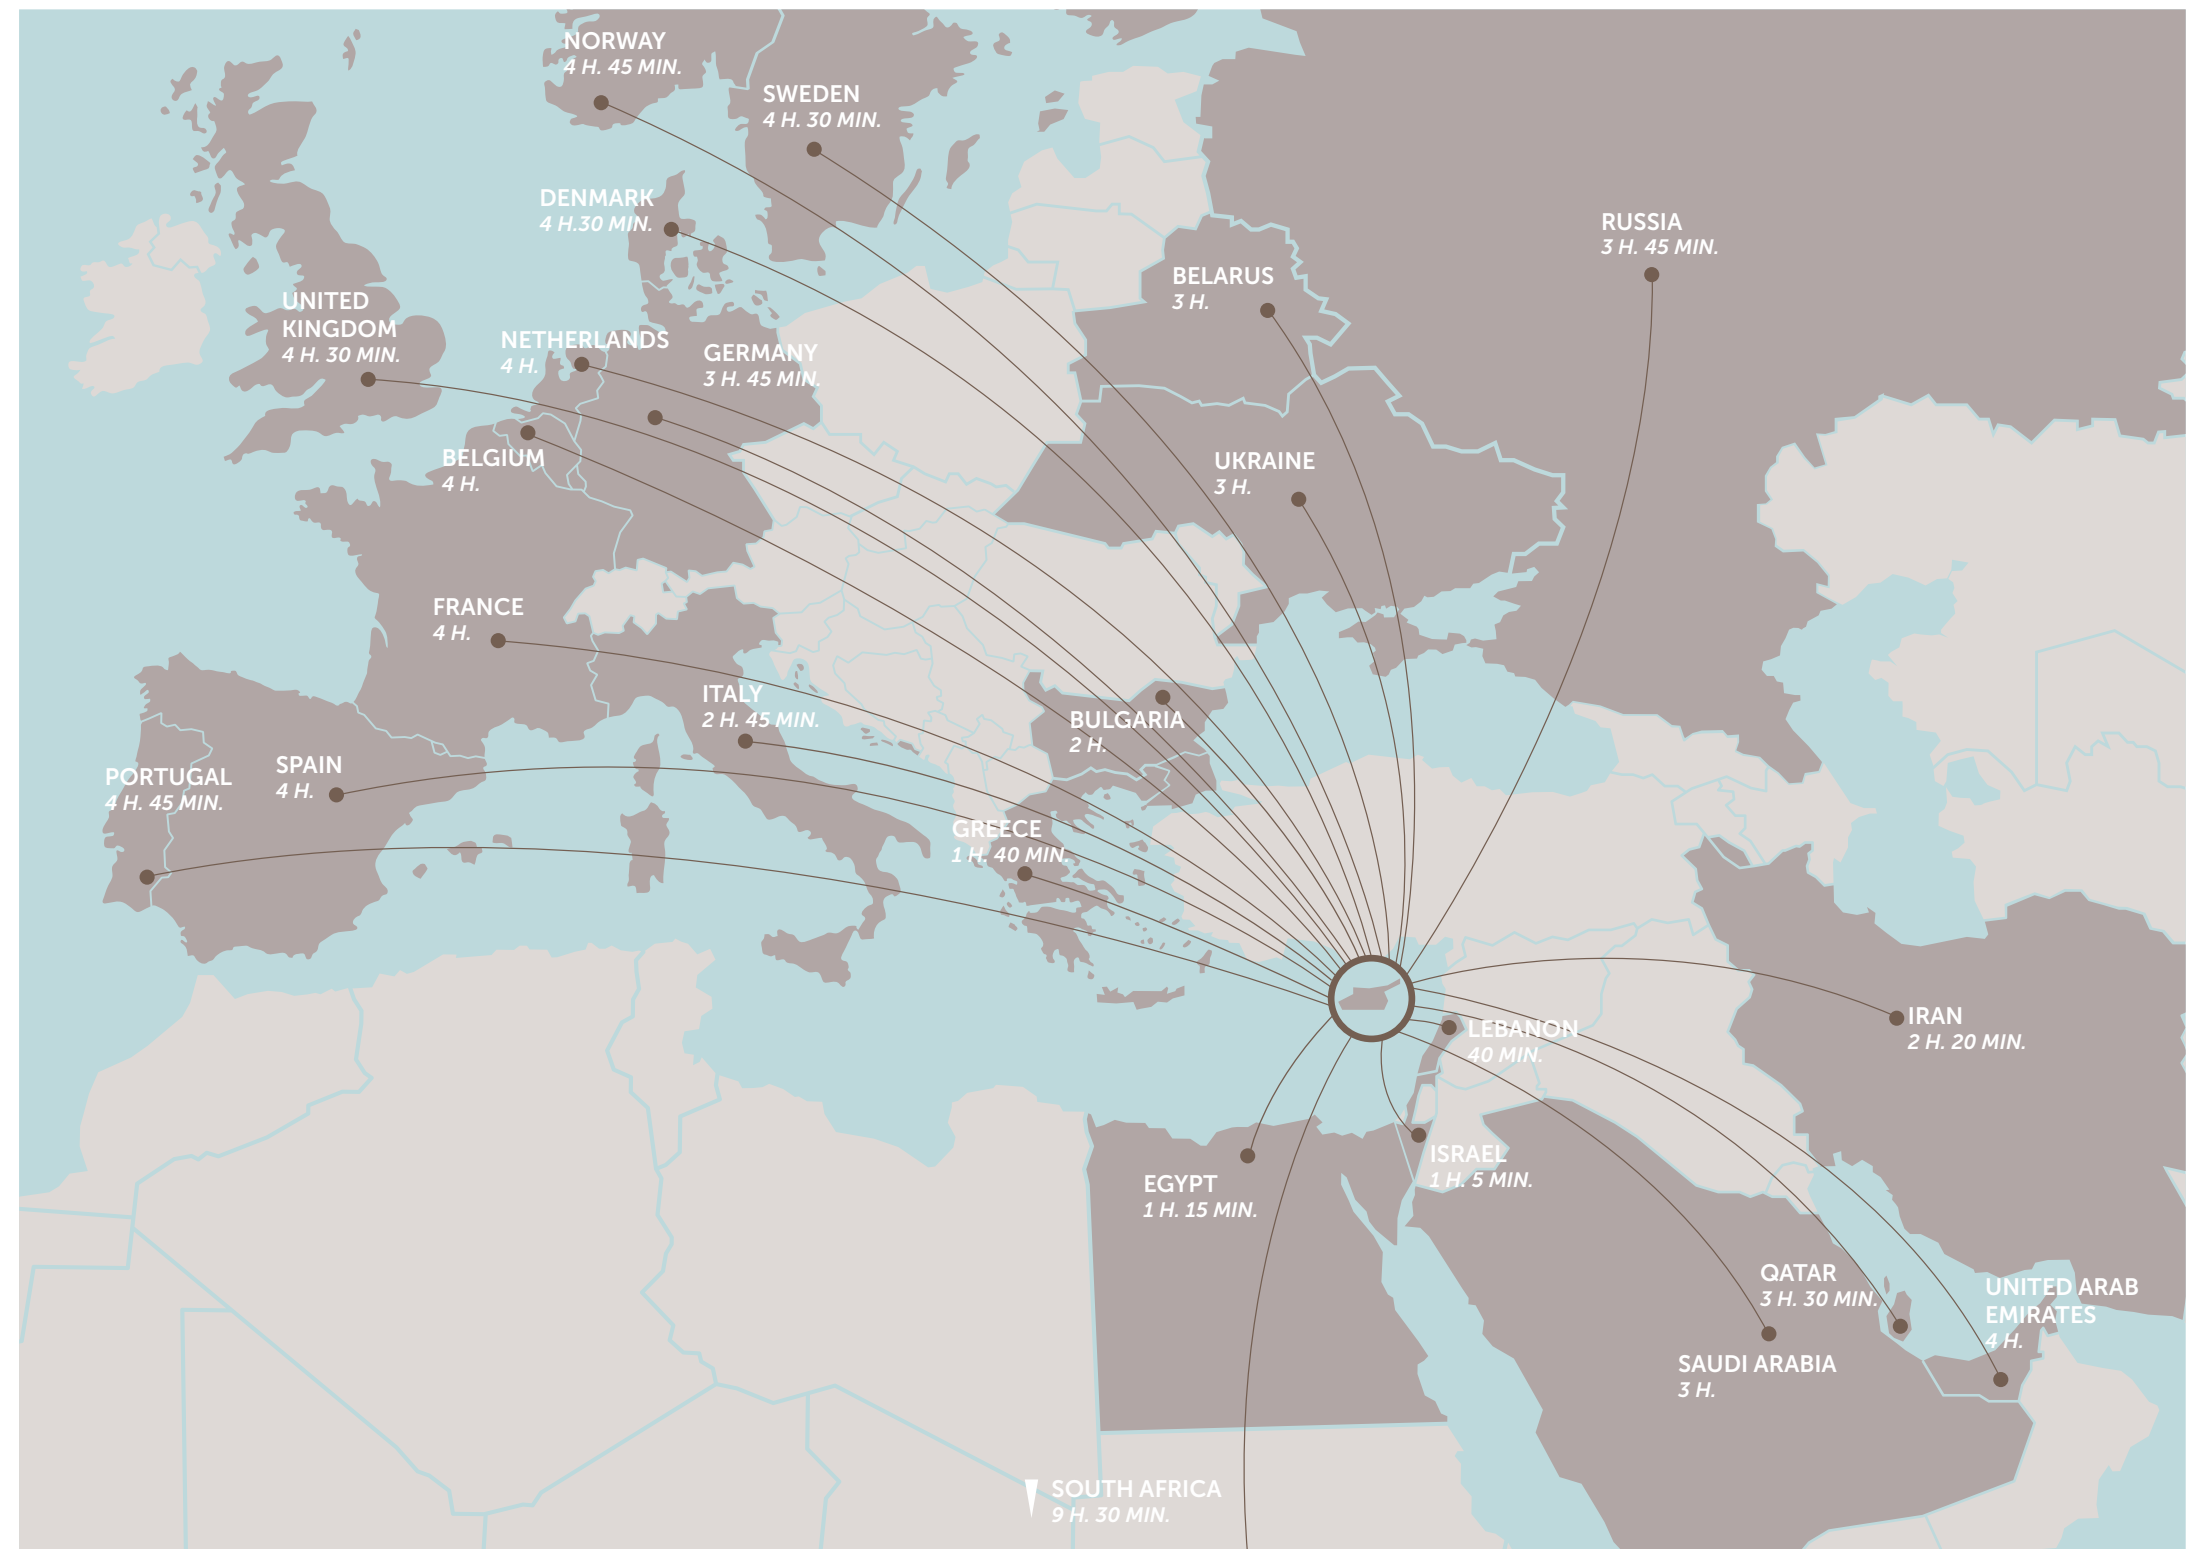 NORWAY
4 H. 45 MIN.
SWEDEN
4 H. 30 MIN.
DENMARK
4 H.30 MIN.
RUSSIA
3 H. 45 MIN.
BELARUS
3 H.
UNITED
KINGDOM
4 H. 30 MIN.
NETHERLANDS
4 H.
GERMANY
3 H. 45 MIN.
BELGIUM
4 H.
UKRAINE
3 H.
FRANCE
4 H.
ITALY
2 H. 45 MIN.
BULGARIA
2 H.
SPAIN
4 H.
PORTUGAL
4 H. 45 MIN.
GREECE
1 H. 40 MIN.
IRAN
2 H. 20 MIN.
LEBANON
40 MIN.
ISRAEL
1 H. 5 MIN.
EGYPT
1 H. 15 MIN.
QATAR
3 H. 30 MIN.
UNITED ARAB
EMIRATES
4 H.
SAUDI ARABIA
3 H.
SOUTH AFRICA
9 H. 30 MIN.